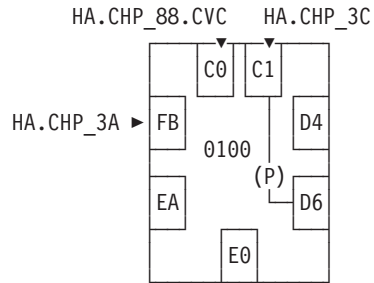 HA.CHP_88.CVC HA.CHP_3C
C0 C1
HA.CHP_3A FB D4
0100
(P)
EA D6
E0